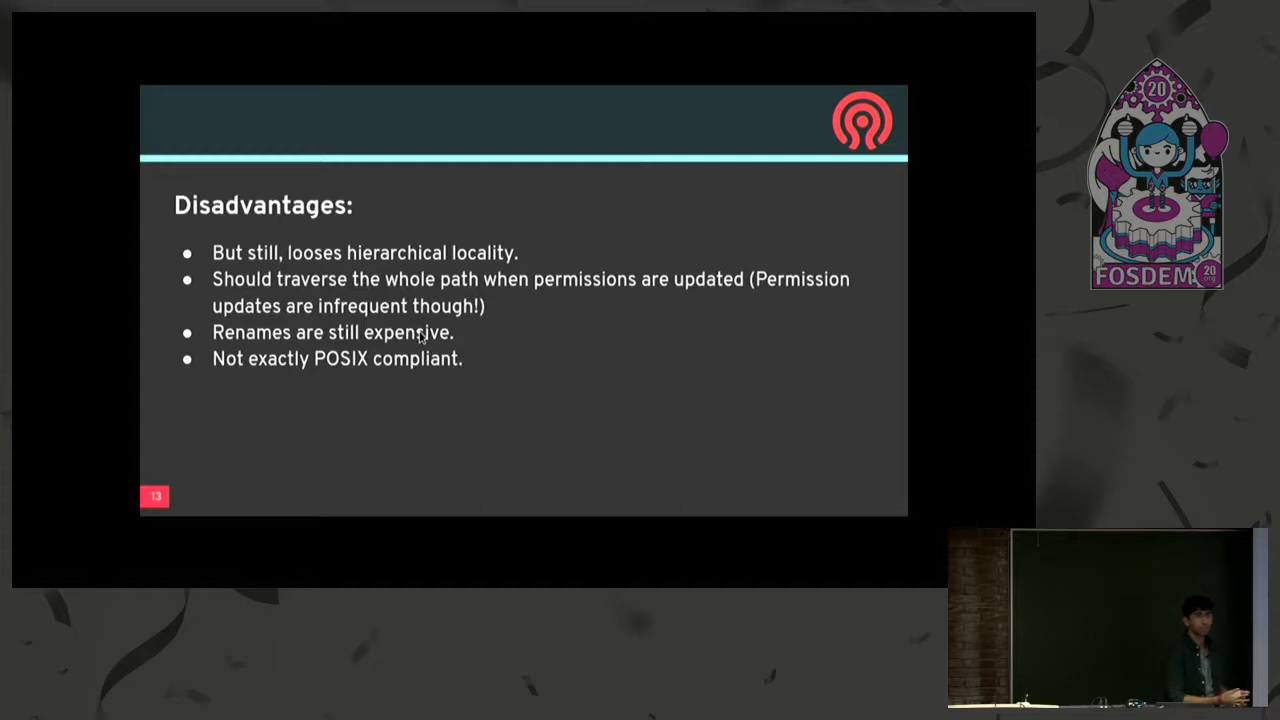 Disadvantages:
● But still, looses hierarchical locality.
● Should traverse the whole path when permissions are updated (Permission
updates are infrequent though!)
● Renames are still expensive.
● Not exactly POSIX compliant.
13
20
FOSDEM
20
.org